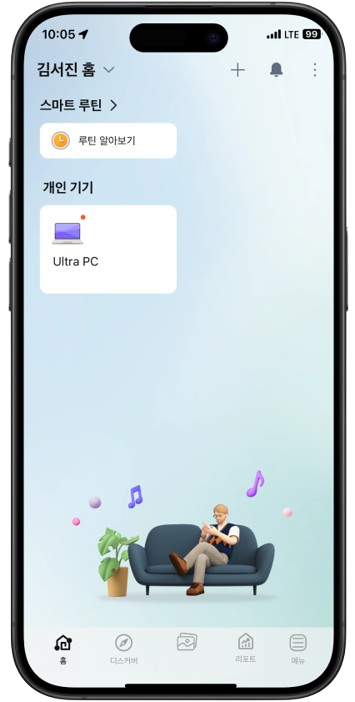 10:05
LTE 99
김서진 홈
스마트 루틴
루틴 알아보기
개인 기기
Ultra PC
홈
디스커버
리포트
메뉴